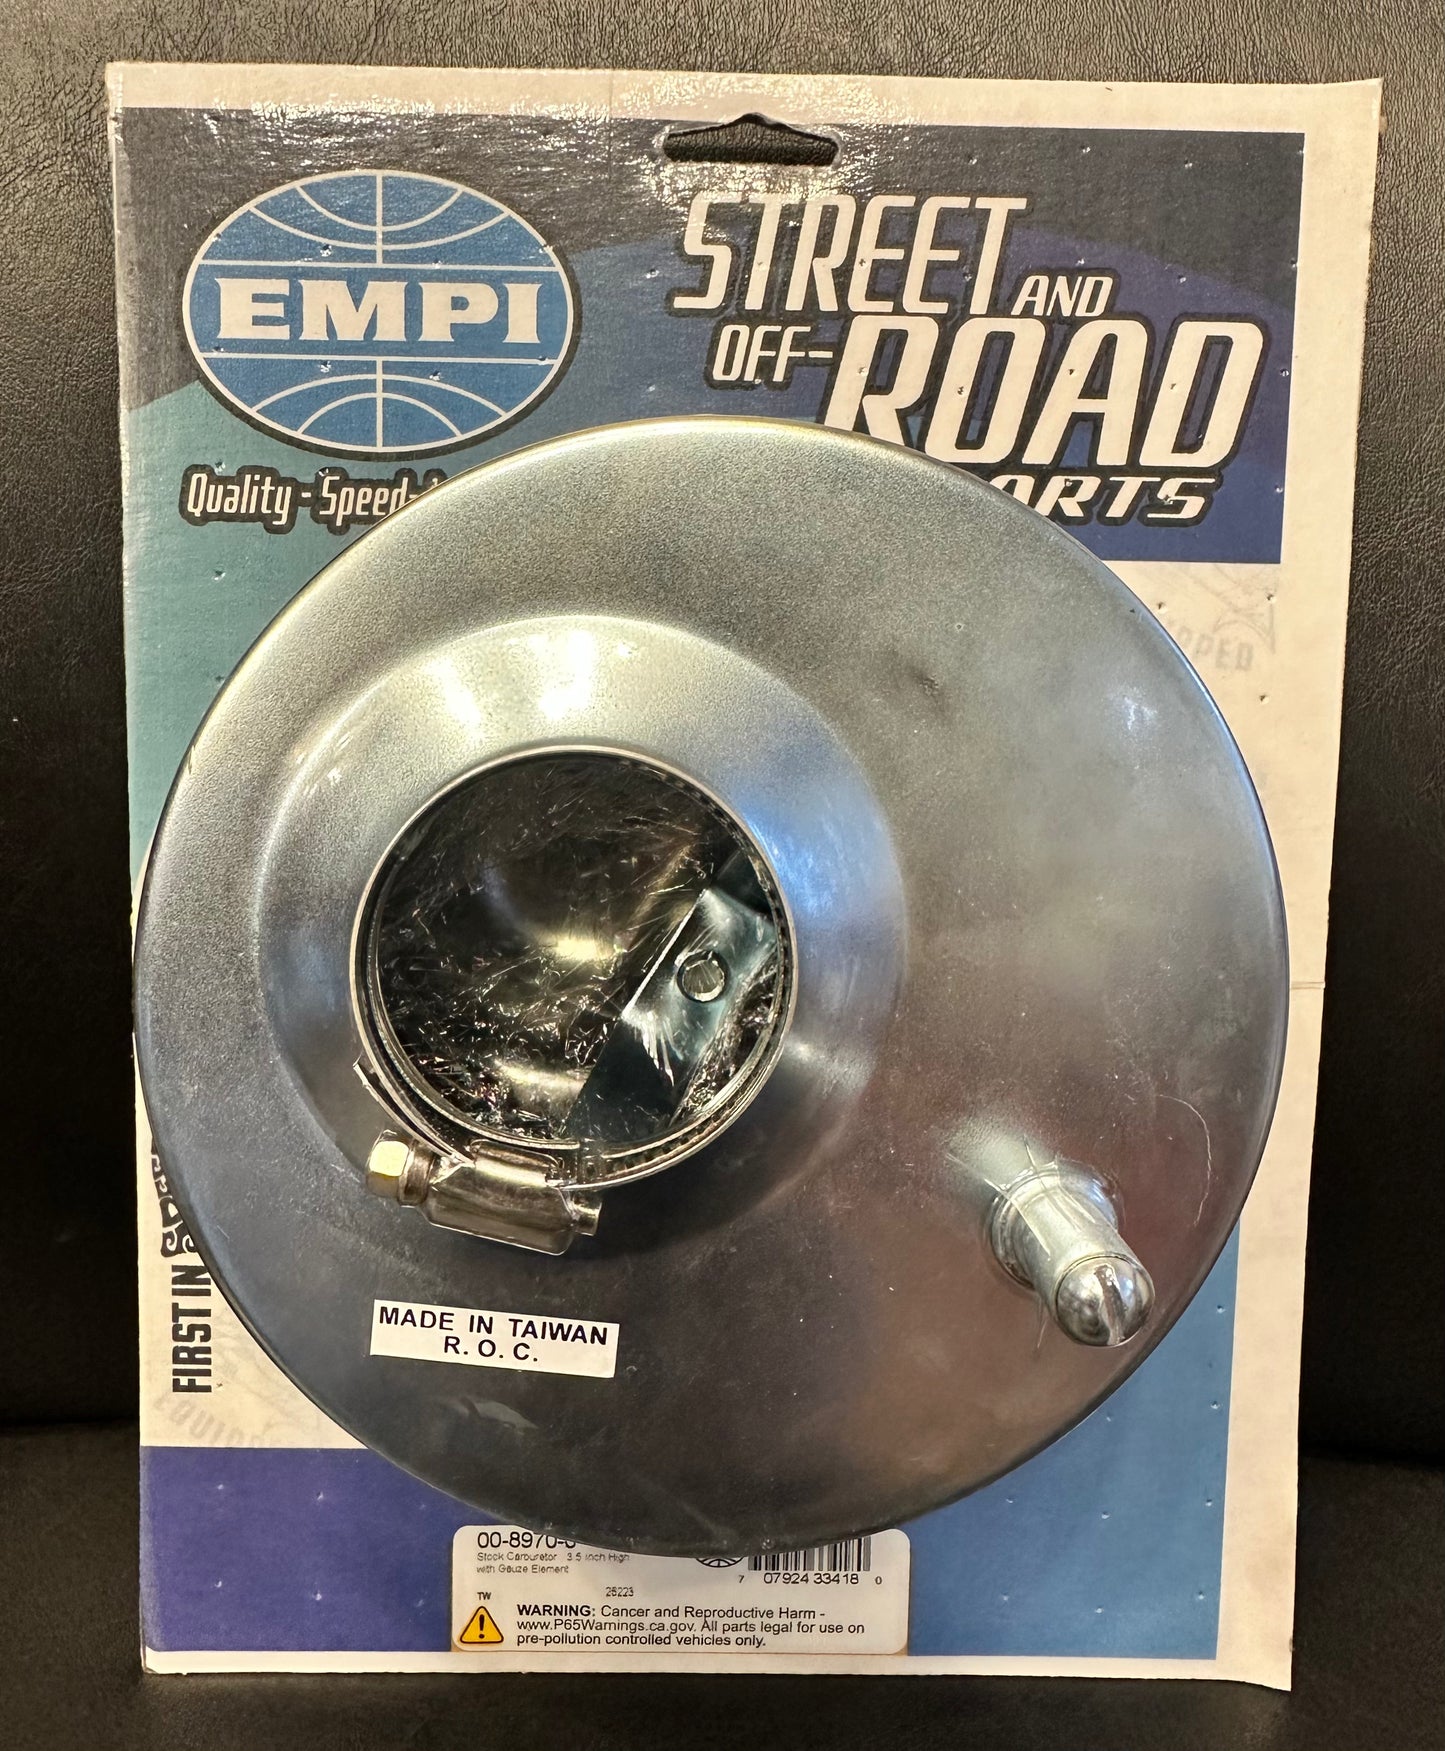 EMPI
STREET AND
OFF-ROAD
Quality - Speed-
MADE IN TAIWAN
R. O. C.
FIRST IN
00-8970-
Stock Carburetor 3.5 inch High
with Gauze Element
7 07924 33418 0
TW
WARNING: Cancer and Reproductive Harm -
www.P65Warnings.ca.gov. All parts legal for use on
pre-pollution controlled vehicles only.